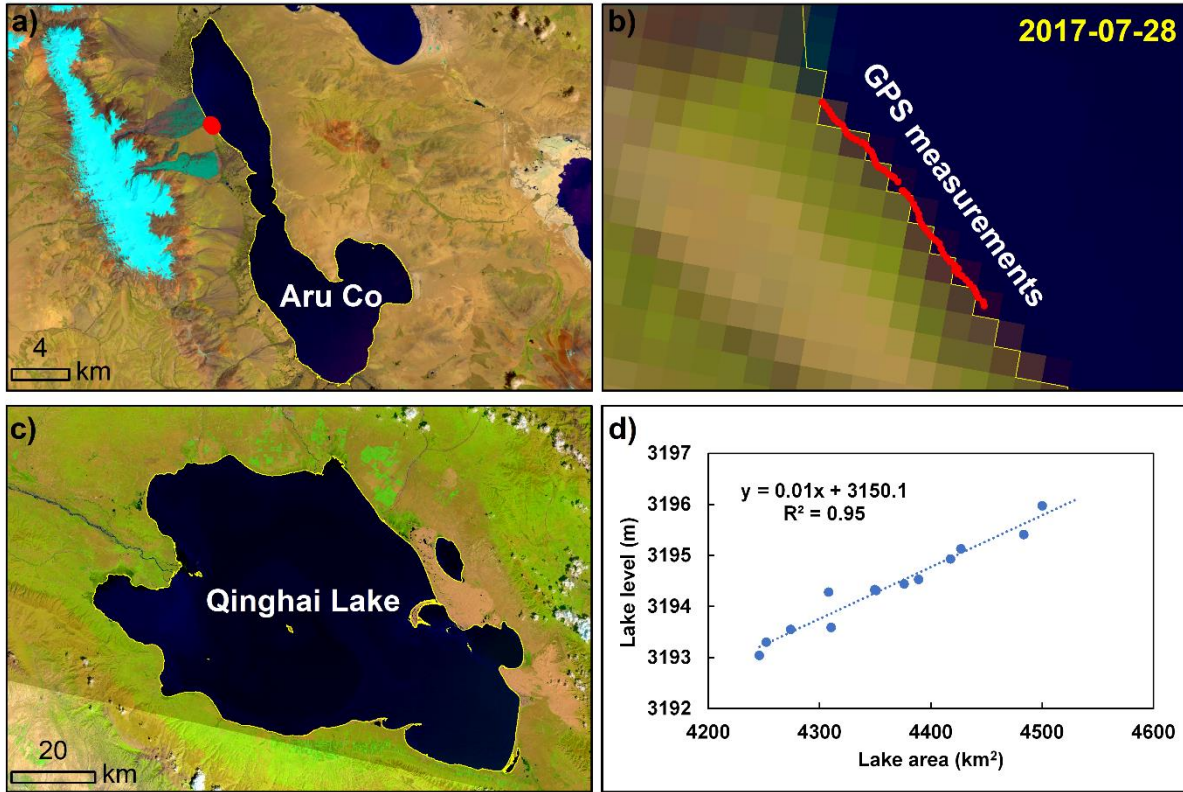 a)
Aru Co
4
km
b)
2017-07-28
GPS measurements
c)
Qinghai Lake
20
km
d)
3197
3196
3195
3194
3193
3192
y = 0.01x + 3150.1
R² = 0.95
Lake level (m)
4200 4300 4400 4500 4600
Lake area (km²)